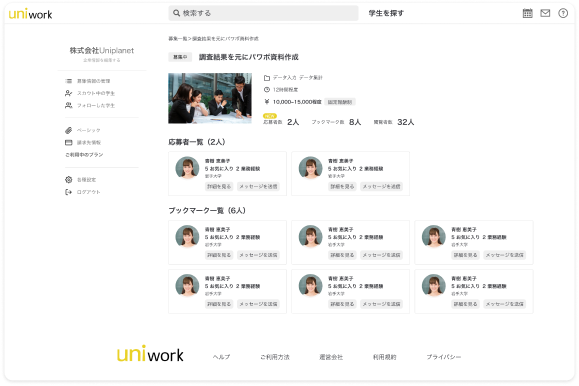 uniwork
検索する
学生を探す
募集一覧>調査結果を元にパワポ資料作成
株式会社Uniplanet
企業情報を編集する
募集情報の管理
スカウト中の学生
フォローした学生
ベーシック
請求先情報
ご利用中のプラン
各種設定
ログアウト
募集中
調査結果を元にパワポ資料作成
データ入力 データ集計
12時間程度
¥ 10,000~15,000程度 固定報酬制
応募者数 2人 ブックマーク数 8人 閲覧者数 32人
応募者一覧（2人）
青樹 恵美子
5 お気に入り 2 業務経験
岩手大学
詳細を見る メッセージを送信
青樹 恵美子
5 お気に入り 2 業務経験
岩手大学
詳細を見る メッセージを送信
ブックマーク一覧（6人）
青樹 恵美子
5 お気に入り 2 業務経験
岩手大学
詳細を見る メッセージを送信
青樹 恵美子
5 お気に入り 2 業務経験
岩手大学
詳細を見る メッセージを送信
青樹 恵美子
5 お気に入り 2 業務経験
岩手大学
詳細を見る メッセージを送信
青樹 恵美子
5 お気に入り 2 業務経験
岩手大学
詳細を見る メッセージを送信
青樹 恵美子
5 お気に入り 2 業務経験
岩手大学
詳細を見る メッセージを送信
青樹 恵美子
5 お気に入り 2 業務経験
岩手大学
詳細を見る メッセージを送信
uniwork
ヘルプ
ご利用方法
運営会社
利用規約
プライバシー